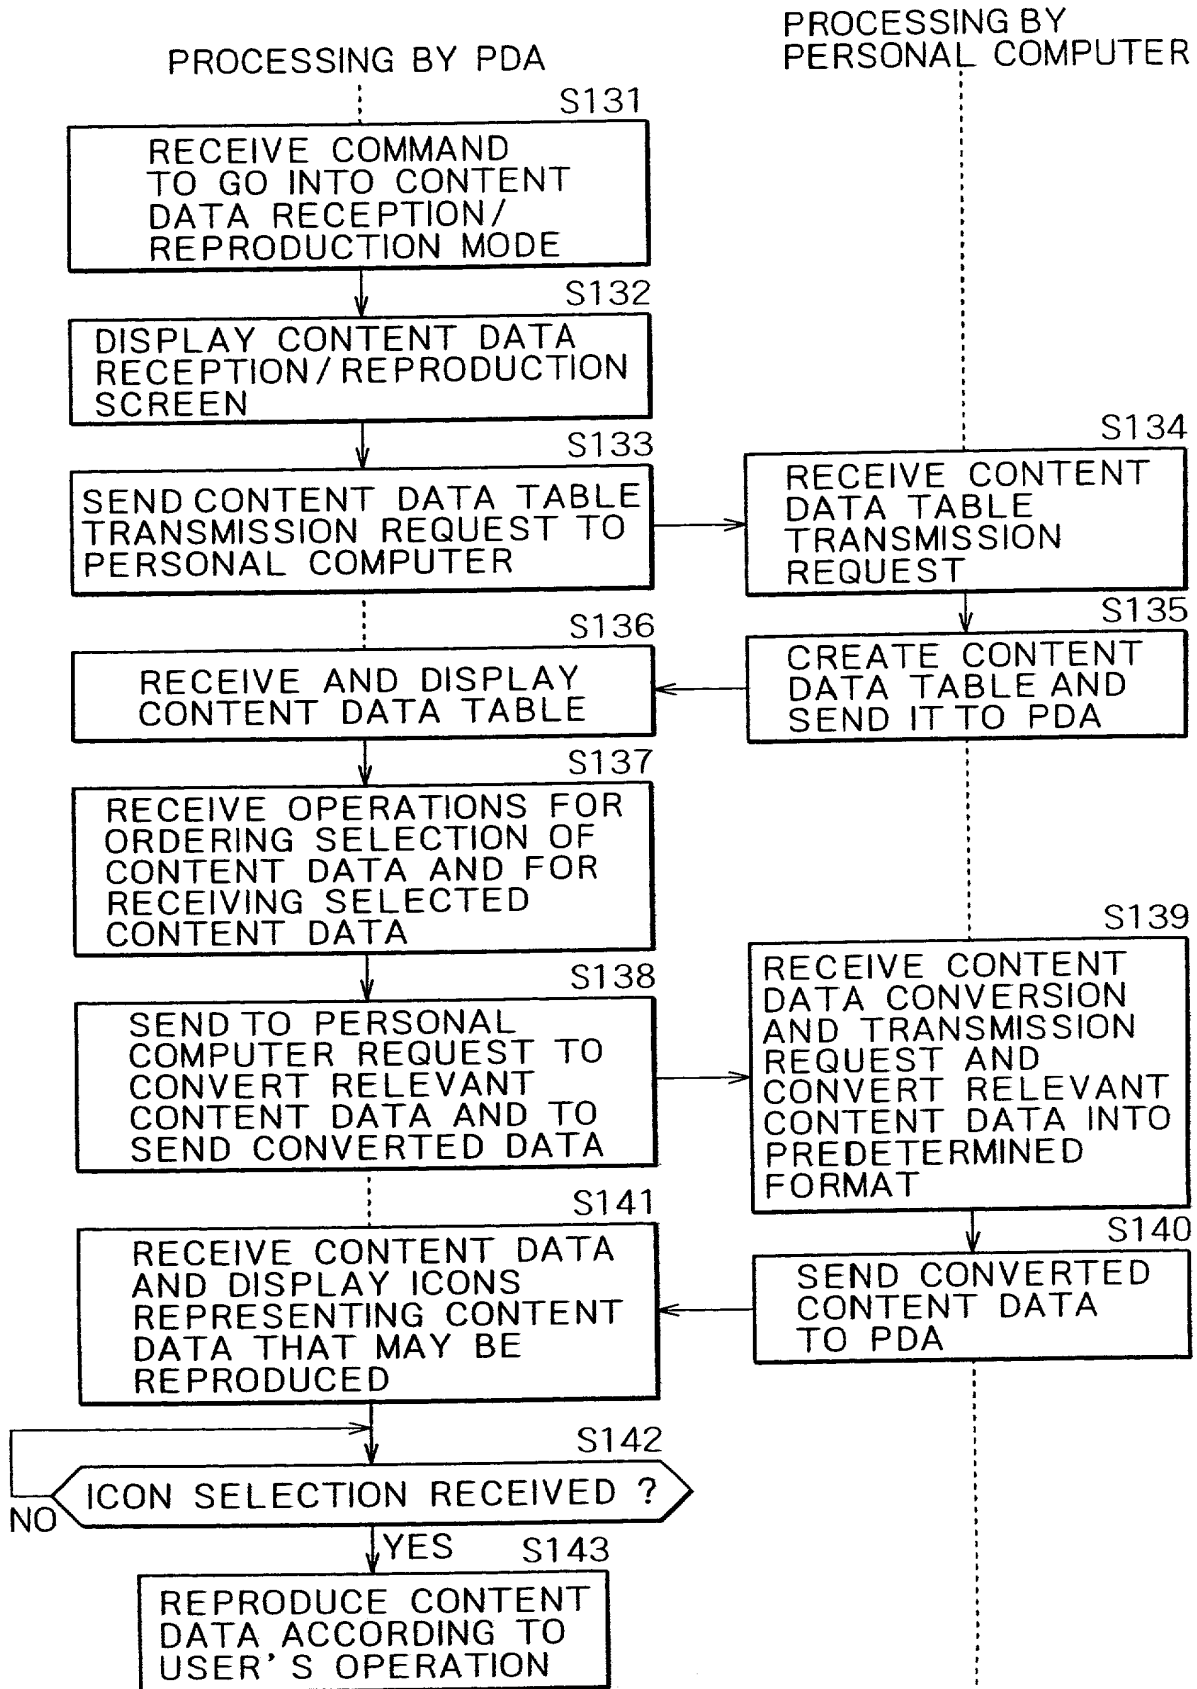 PROCESSING BY PDA
PROCESSING BY
PERSONAL COMPUTER
S131
RECEIVE COMMAND
TO GO INTO CONTENT
DATA RECEPTION/
REPRODUCTION MODE
S132
DISPLAY CONTENT DATA
RECEPTION/REPRODUCTION
SCREEN
S133
SEND CONTENT DATA TABLE
TRANSMISSION REQUEST TO
PERSONAL COMPUTER
S134
RECEIVE CONTENT
DATA TABLE
TRANSMISSION
REQUEST
S135
CREATE CONTENT
DATA TABLE AND
SEND IT TO PDA
S136
RECEIVE AND DISPLAY
CONTENT DATA TABLE
S137
RECEIVE OPERATIONS FOR
ORDERING SELECTION OF
CONTENT DATA AND FOR
RECEIVING SELECTED
CONTENT DATA
S138
SEND TO PERSONAL
COMPUTER REQUEST TO
CONVERT RELEVANT
CONTENT DATA AND TO
SEND CONVERTED DATA
S139
RECEIVE CONTENT
DATA CONVERSION
AND TRANSMISSION
REQUEST AND
CONVERT RELEVANT
CONTENT DATA INTO
PREDETERMINED
FORMAT
S140
SEND CONVERTED
CONTENT DATA
TO PDA
S141
RECEIVE CONTENT DATA
AND DISPLAY ICONS
REPRESENTING CONTENT
DATA THAT MAY BE
REPRODUCED
S142
ICON SELECTION RECEIVED ?
NO
YES
S143
REPRODUCE CONTENT
DATA ACCORDING TO
USER'S OPERATION